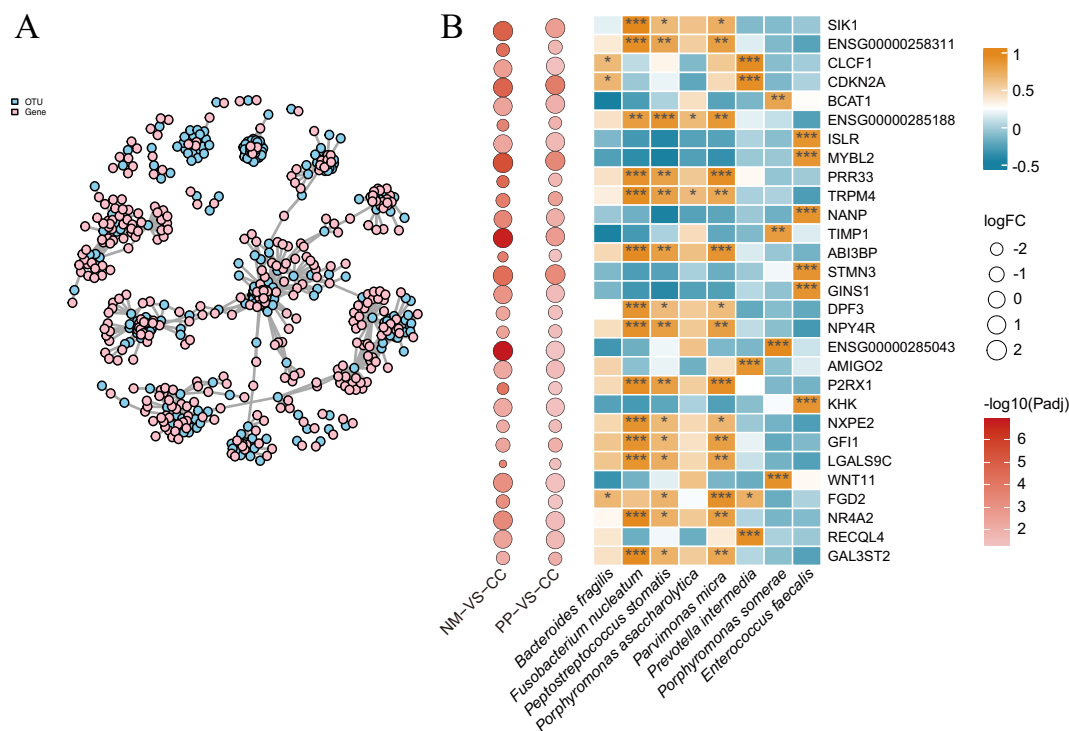 A
B
OTU
Gene
SIK1
ENSG00000258311
CLCF1
CDKN2A
BCAT1
ENSG00000285188
ISLR
MYBL2
PRR33
TRPM4
NANP
TIMP1
ABI3BP
STMN3
GINS1
DPF3
NPY4R
ENSG00000285043
AMIGO2
P2RX1
KHK
NXPE2
GFI1
LGALS9C
WNT11
FGD2
NR4A2
RECQL4
GAL3ST2
*** * *
*** ** **
* ***
* ***
**
** *** * **
***
***
*** ** ***
*** ** * **
***
**
*** ** ***
***
***
*** * *
*** ** **
***
***
*** ** ***
***
*** * *
*** * **
*** * **
***
* * *** *
*** * **
***
*** * **
NM-VS-CC
PP-VS-CC
Bacteroides fragilis
Fusobacterium nucleatum
Peptostreptococcus stomatis
Porphyromonas asaccharolytica
Parvimonas micra
Prevotella intermedia
Porphyromonas somerae
Enterococcus faecalis
1
0.5
0
-0.5
logFC
-2
-1
0
1
2
-log10(Padj)
6
5
4
3
2